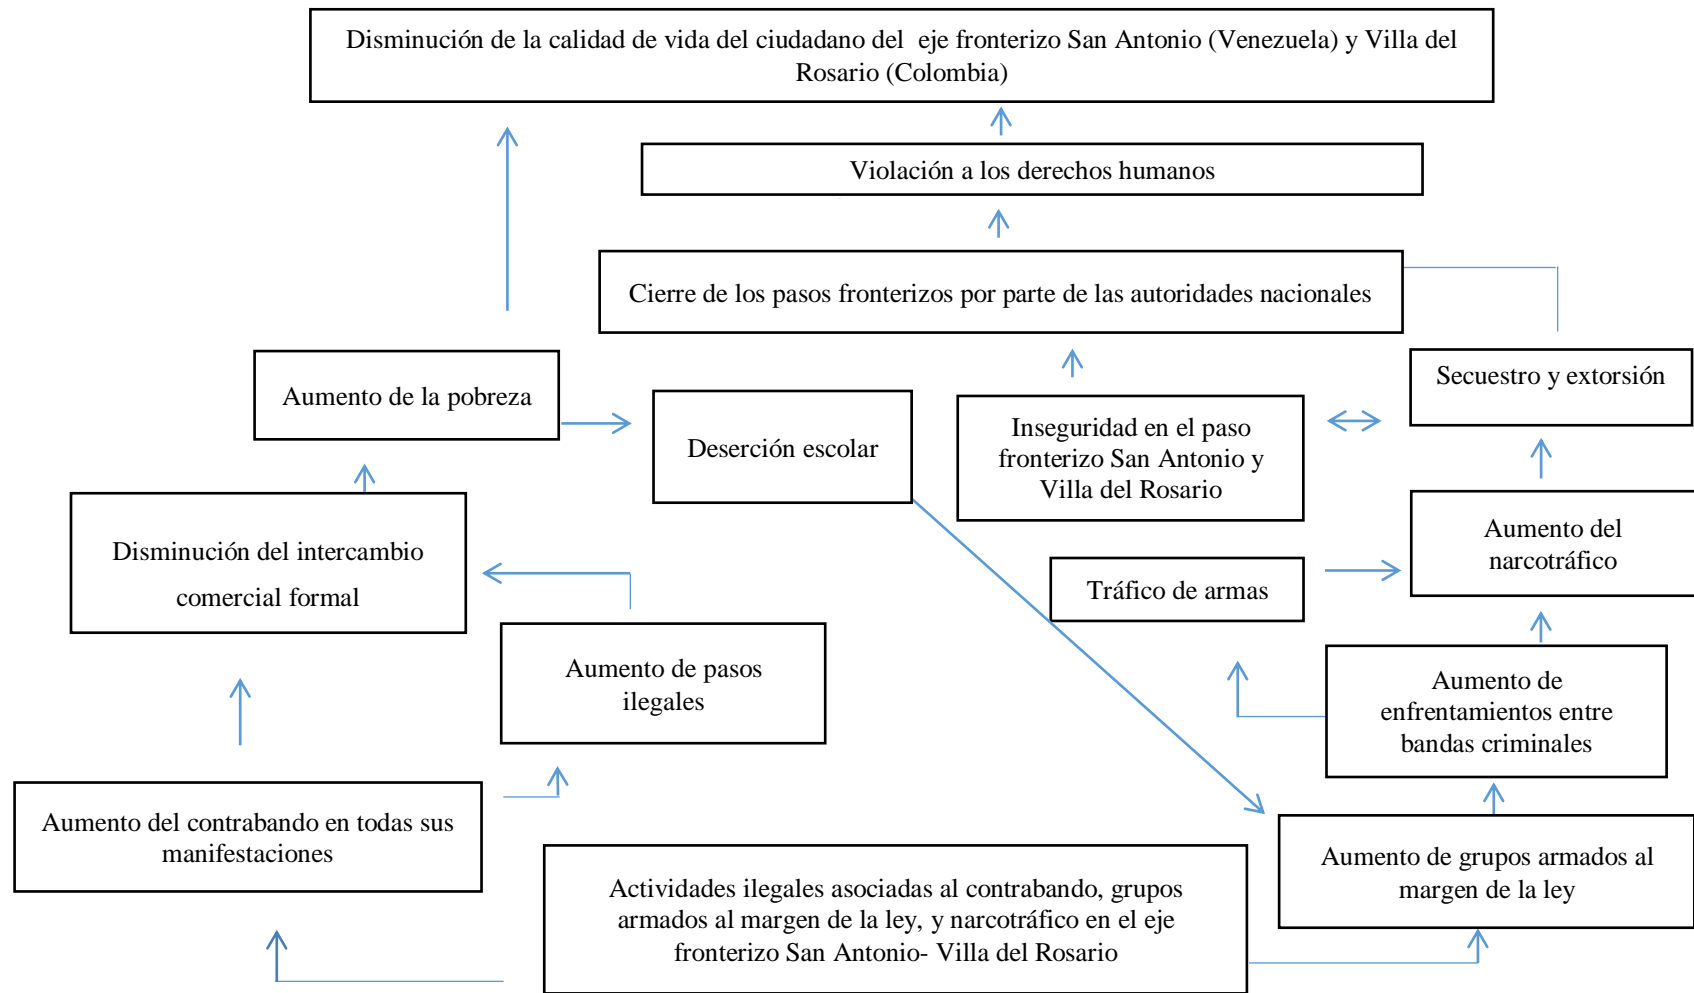 Disminución de la calidad de vida del ciudadano del  eje fronterizo San Antonio (Venezuela) y Villa del
Rosario (Colombia)
Violación a los derechos humanos
Cierre de los pasos fronterizos por parte de las autoridades nacionales
Aumento de la pobreza
Deserción escolar
Inseguridad en el paso
fronterizo San Antonio y
Villa del Rosario
Secuestro y extorsión
Disminución del intercambio
comercial formal
Tráfico de armas
Aumento del
narcotráfico
Aumento de pasos
ilegales
Aumento de
enfrentamientos entre
bandas criminales
Aumento del contrabando en todas sus
manifestaciones
Actividades ilegales asociadas al contrabando, grupos
armados al margen de la ley, y narcotráfico en el eje
fronterizo San Antonio- Villa del Rosario
Aumento de grupos armados al
margen de la ley